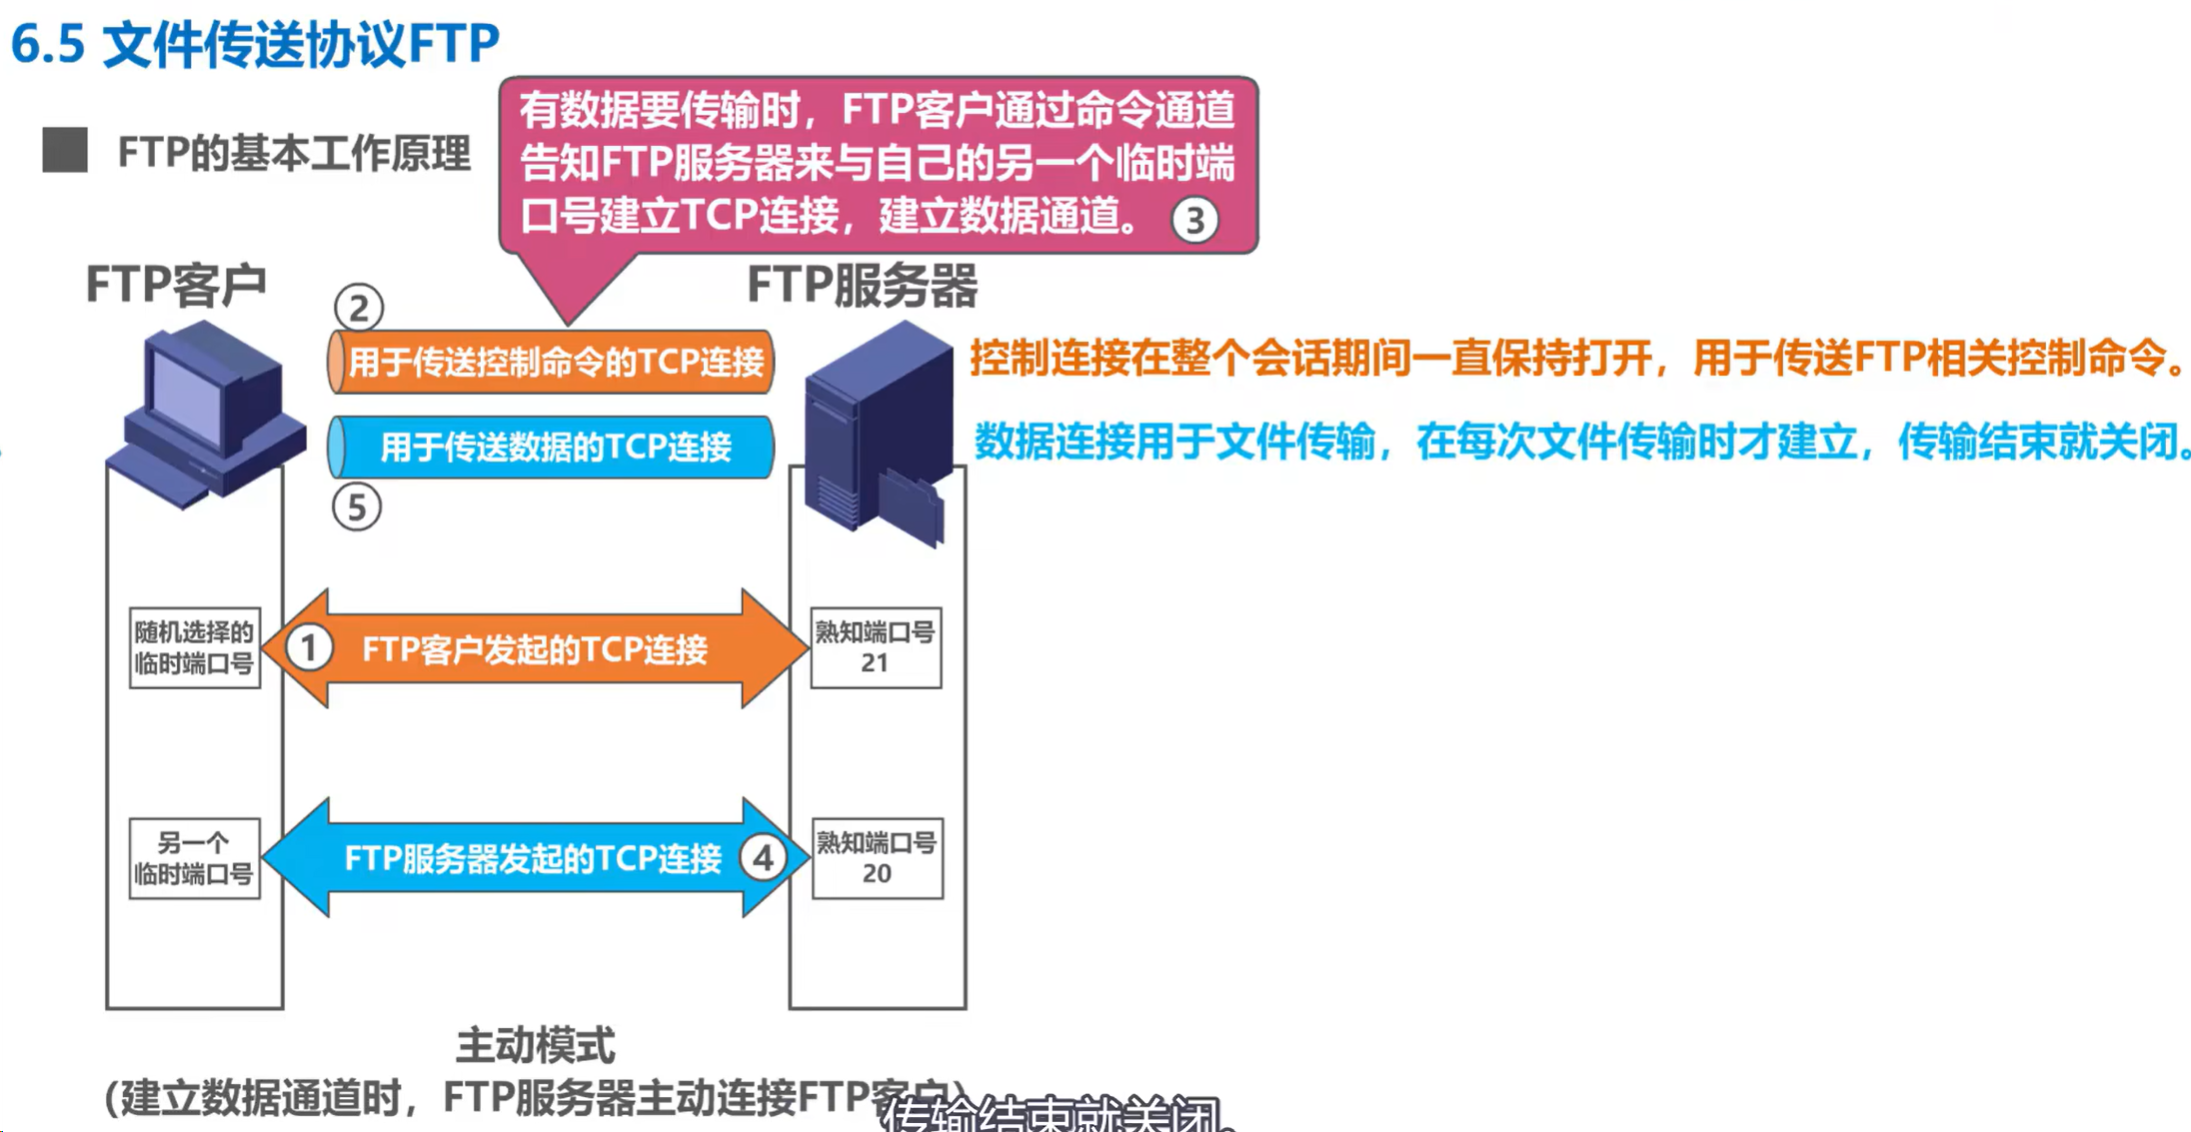 6.5 文件传送协议FTP
FTP的基本工作原理
有数据要传输时，FTP客户通过命令通道
告知FTP服务器来与自己的另一个临时端
口号建立TCP连接，建立数据通道。 ③
FTP客户
FTP服务器
②
用于传送控制命令的TCP连接
控制连接在整个会话期间一直保持打开，用于传送FTP相关控制命令。
用于传送数据的TCP连接
数据连接用于文件传输，在每次文件传输时才建立，传输结束就关闭。
⑤
随机选择的
临时端口号
① FTP客户发起的TCP连接
熟知端口号
21
另一个
临时端口号
FTP服务器发起的TCP连接 ④
熟知端口号
20
主动模式
(建立数据通道时，FTP服务器主动连接FTP客户)
传输结束就关闭。